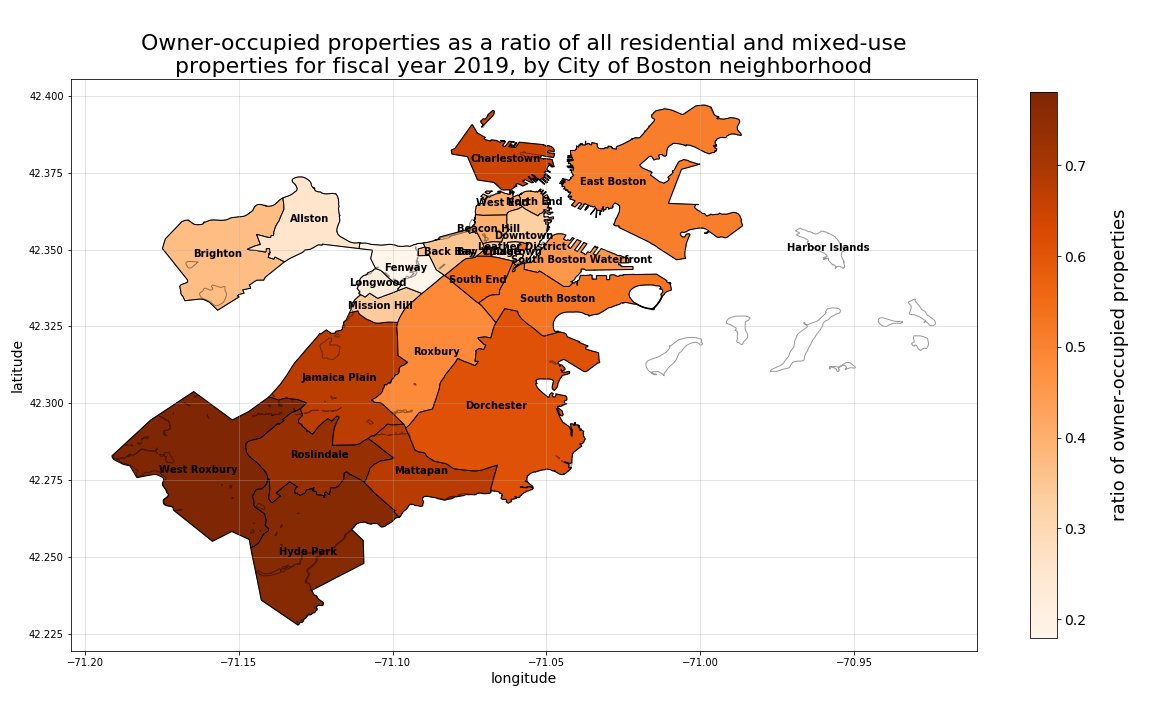 Owner-occupied properties as a ratio of all residential and mixed-use
properties for fiscal year 2019, by City of Boston neighborhood
42.400
42.375
42.350
42.325
42.300
42.275
42.250
42.225
latitude
Charlestown
East Boston
West End
North End
Allston
Beacon Hill
Downtown
Brighton
Leather District
Back Bay
Bay Village
Chinatown
South Boston Waterfront
Harbor Islands
Fenway
Longwood
South End
Mission Hill
South Boston
Roxbury
Jamaica Plain
Dorchester
Roslindale
West Roxbury
Mattapan
Hyde Park
−71.20
−71.15
−71.10
−71.05
−71.00
−70.95
longitude
0.7
0.6
0.5
0.4
0.3
0.2
ratio of owner-occupied properties